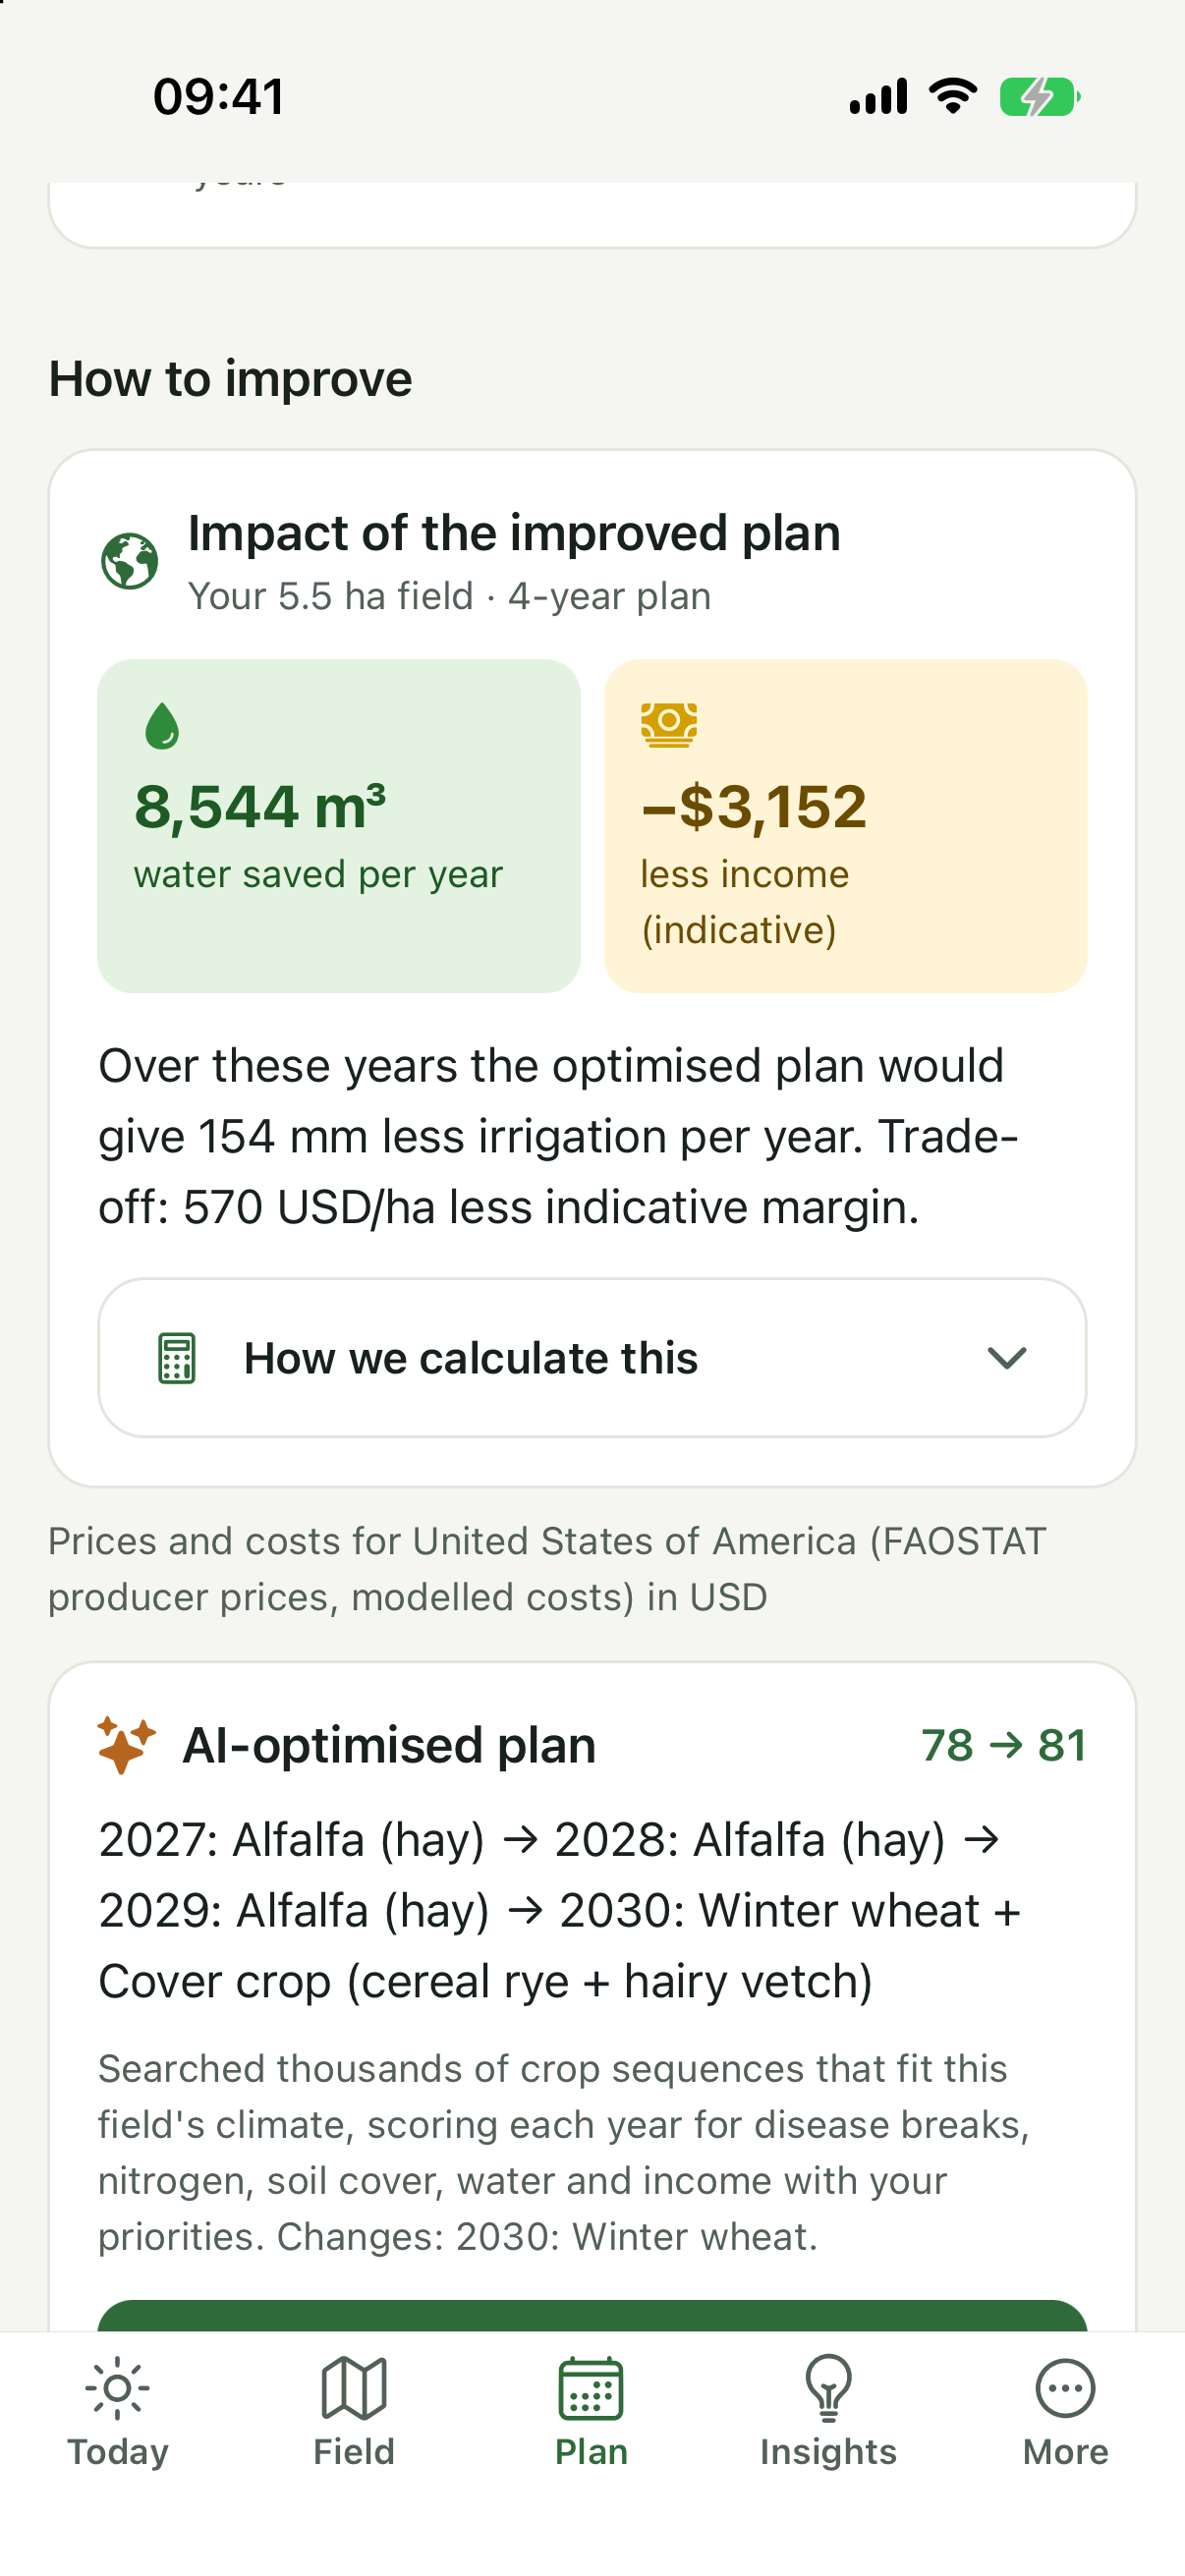 09:41
How to improve
Impact of the improved plan
Your 5.5 ha field · 4-year plan
8,544 m³
water saved per year
–$3,152
less income
(indicative)
Over these years the optimised plan would
give 154 mm less irrigation per year. Trade-
off: 570 USD/ha less indicative margin.
How we calculate this
Prices and costs for United States of America (FAOSTAT
producer prices, modelled costs) in USD
AI-optimised plan
78 → 81
2027: Alfalfa (hay) → 2028: Alfalfa (hay) →
2029: Alfalfa (hay) → 2030: Winter wheat +
Cover crop (cereal rye + hairy vetch)
Searched thousands of crop sequences that fit this
field's climate, scoring each year for disease breaks,
nitrogen, soil cover, water and income with your
priorities. Changes: 2030: Winter wheat.
Today
Field
Plan
Insights
More